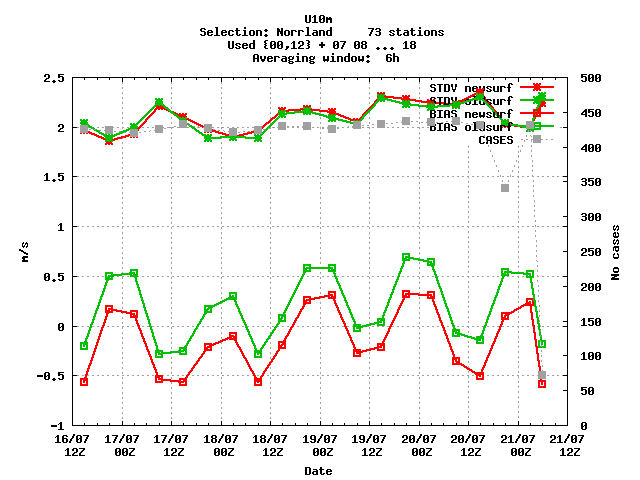 U10m
Selection: Norrland     73 stations
Used {00,12} + 07 08 ... 18
Averaging window:  6h
STDV newsurf
STDV oldsurf
BIAS newsurf
BIAS oldsurf
CASES
2.5
2
1.5
1
0.5
0
-0.5
-1
m/s
500
450
400
350
300
250
200
150
100
50
0
No cases
16/07 17/07 17/07 18/07 18/07 19/07 19/07 20/07 20/07 21/07 21/07
12Z 00Z 12Z 00Z 12Z 00Z 12Z 00Z 12Z 00Z 12Z
Date